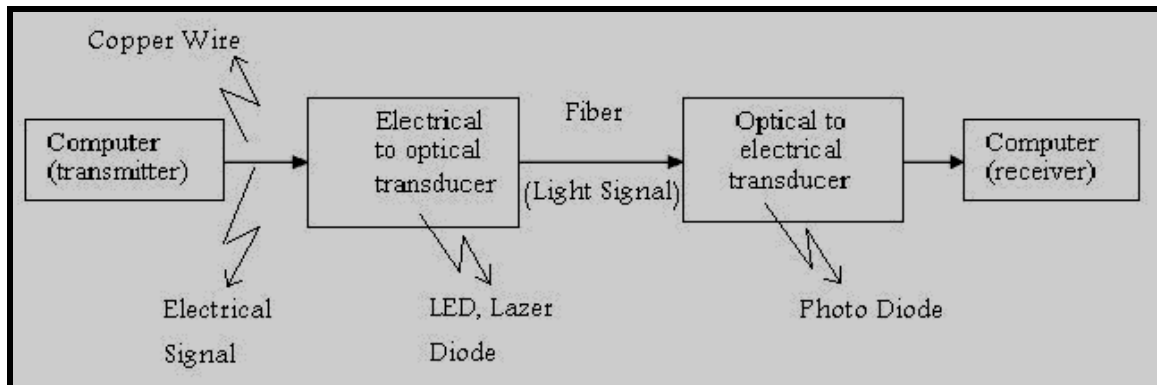 Copper Wire
Computer
(transmitter)
Electrical
to optical
transducer
Fiber
(Light Signal)
Optical to
electrical
transducer
Computer
(receiver)
Electrical
Signal
LED, Lazer
Diode
Photo Diode